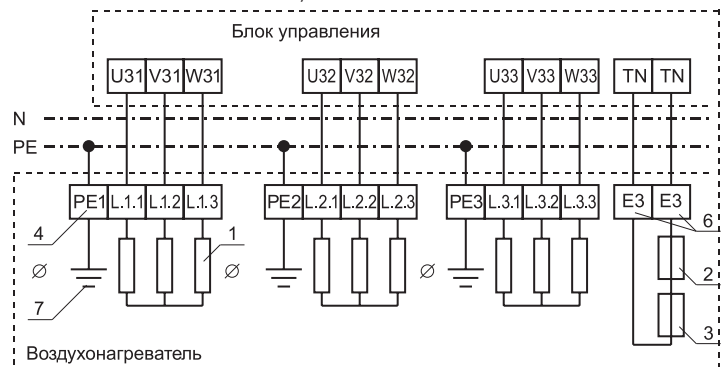 Блок управления
U31 V31 W31 U32 V32 W32 U33 V33 W33 TN TN
N
PE
PE1 L.1.1 L.1.2 L.1.3 PE2 L.2.1 L.2.2 L.2.3 PE3 L.3.1 L.3.2 L.3.3 E3 E3
4 1 6
∅ ∅ ∅ 2
7 3
Воздухонагреватель